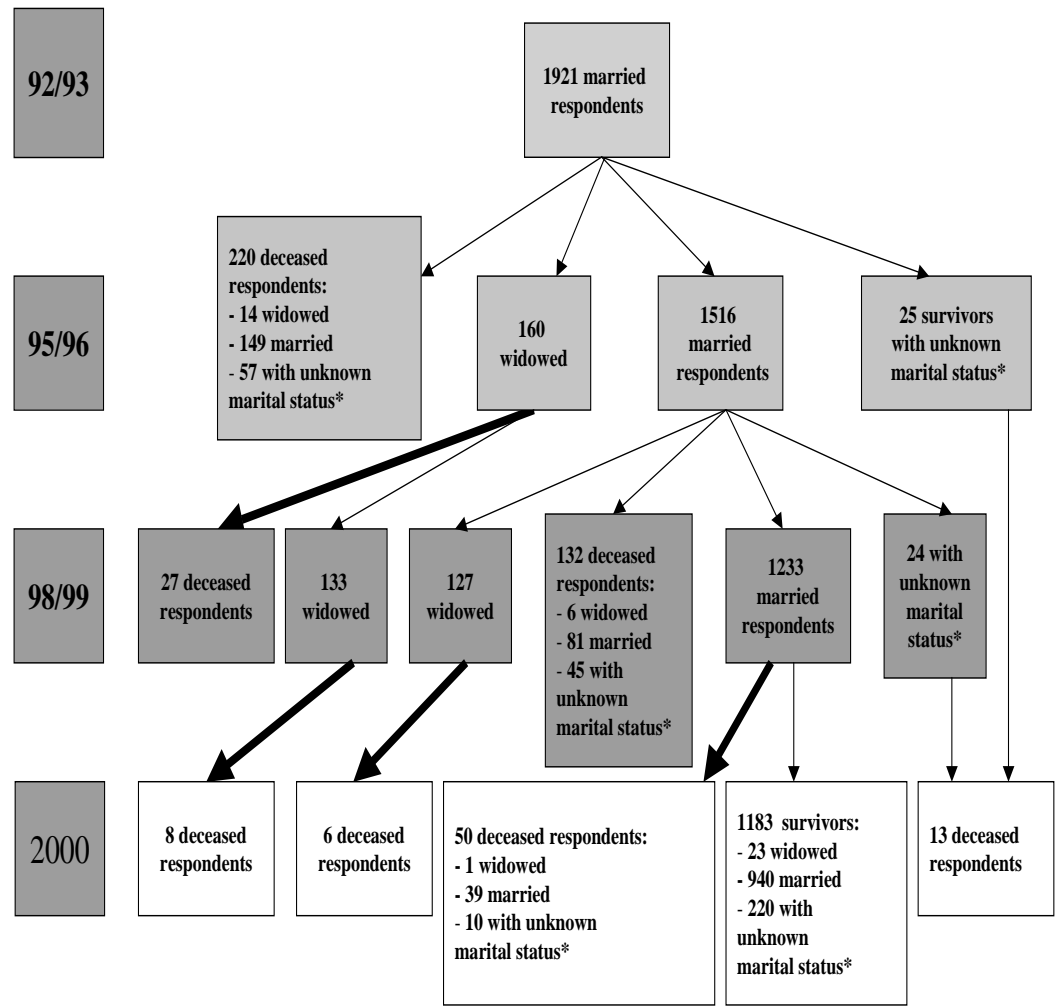 92/93
1921 married
respondents
95/96
220 deceased
respondents:
- 14 widowed
- 149 married
- 57 with unknown
marital status*
160
widowed
1516
married
respondents
25 survivors
with unknown
marital status*
98/99
27 deceased
respondents
133
widowed
127
widowed
132 deceased
respondents:
- 6 widowed
- 81 married
- 45 with
unknown
marital status*
1233
married
respondents
24 with
unknown
marital
status*
2000
8 deceased
respondents
6 deceased
respondents
50 deceased respondents:
- 1 widowed
- 39 married
- 10 with unknown
marital status*
1183 survivors:
- 23 widowed
- 940 married
- 220 with
unknown
marital status*
13 deceased
respondents